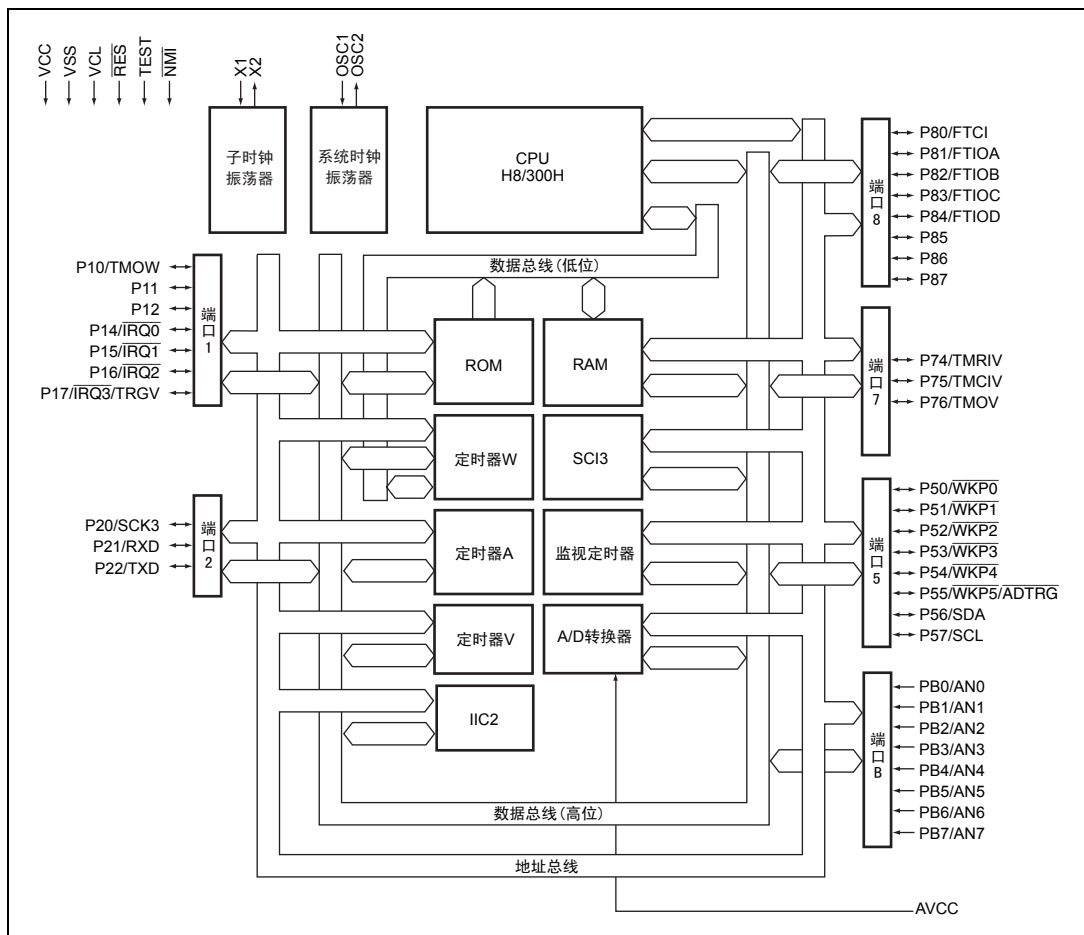 VCC
VSS
VCL
RES
TEST
NMI
X1
X2
OSC1
OSC2
子时钟
振荡器
系统时钟
振荡器
CPU
H8/300H
数据总线(低位)
P10/TMOW
P11
P12
P14/IRQ0
P15/IRQ1
P16/IRQ2
P17/IRQ3/TRGV
端口1
P20/SCK3
P21/RXD
P22/TXD
端口2
ROM
RAM
定时器W
SCI3
定时器A
监视定时器
定时器V
A/D转换器
IIC2
数据总线(高位)
地址总线
端口8
P80/FTCI
P81/FTIOA
P82/FTIOB
P83/FTIOC
P84/FTIOD
P85
P86
P87
端口7
P74/TMRIV
P75/TMCIV
P76/TMOV
端口5
P50/WKP0
P51/WKP1
P52/WKP2
P53/WKP3
P54/WKP4
P55/WKP5/ADTRG
P56/SDA
P57/SCL
端口B
PB0/AN0
PB1/AN1
PB2/AN2
PB3/AN3
PB4/AN4
PB5/AN5
PB6/AN6
PB7/AN7
AVCC